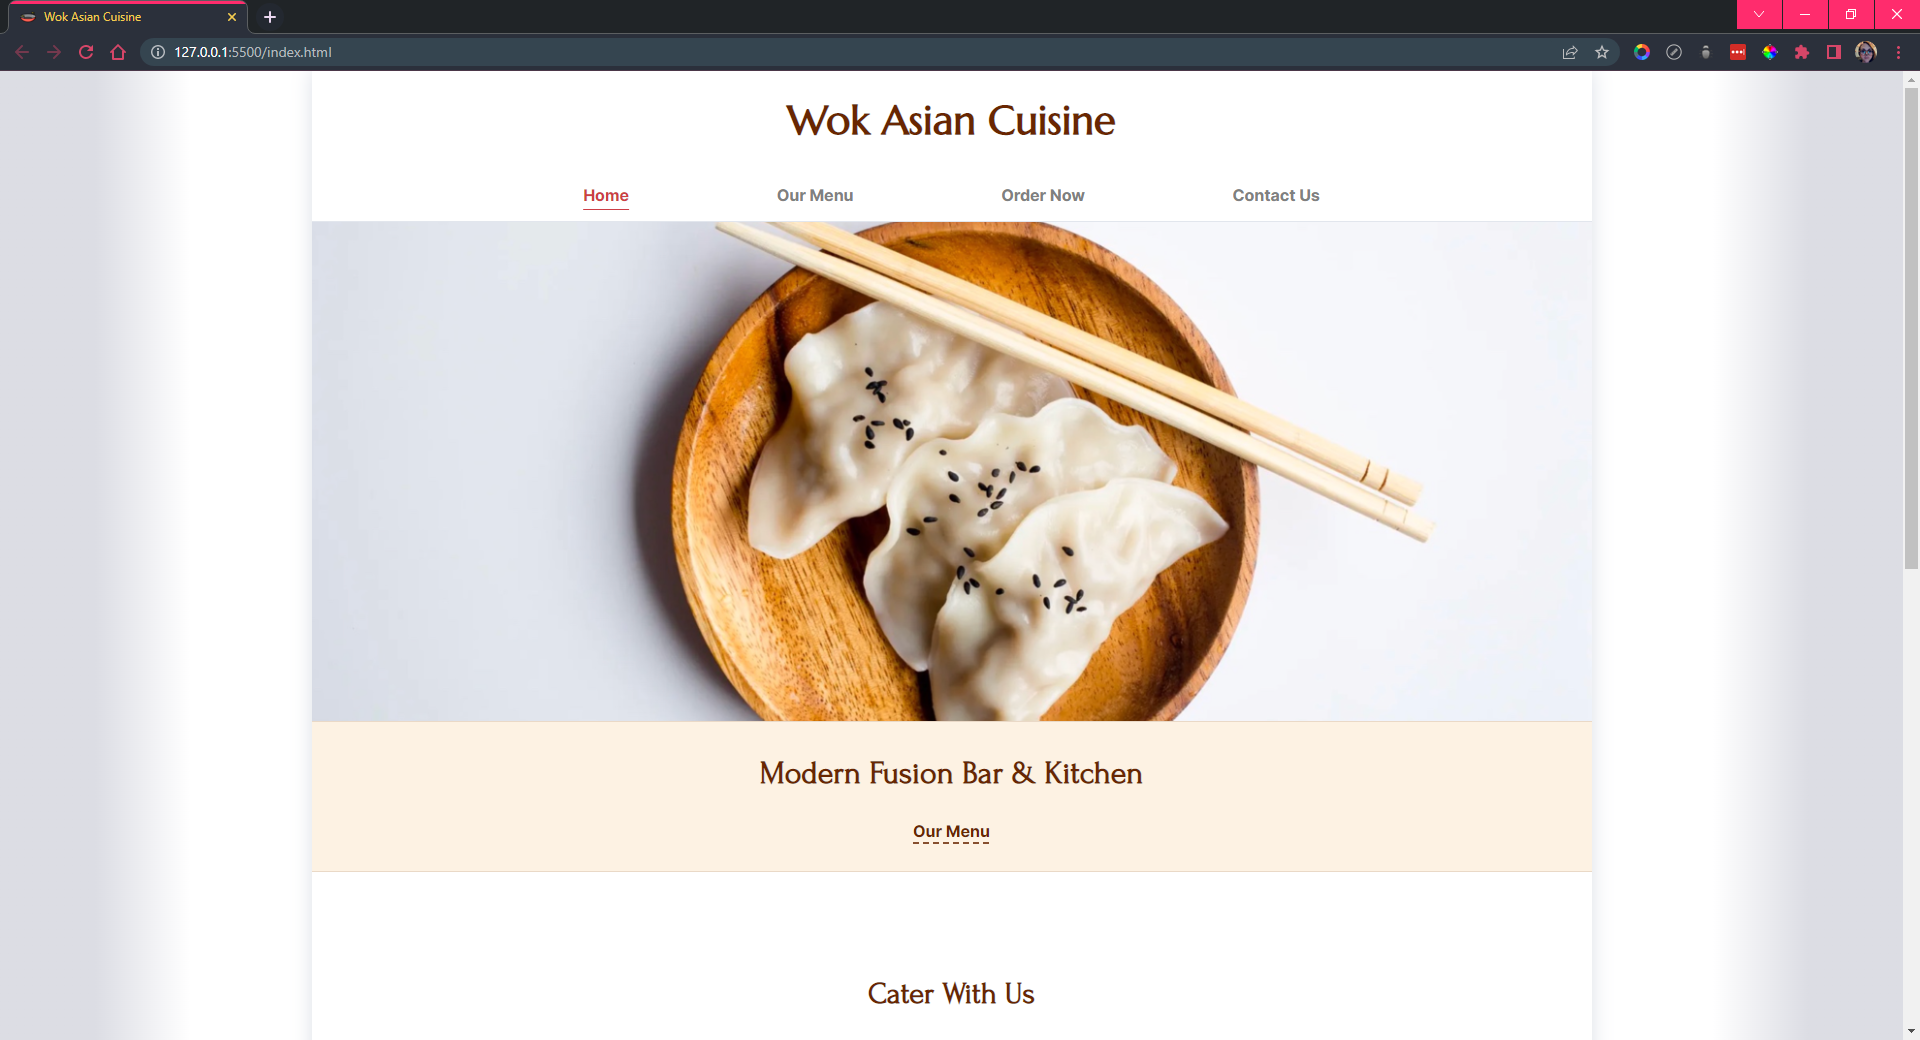 Wok Asian Cuisine
127.0.0.1:5500/index.html
Wok Asian Cuisine
Home Our Menu Order Now Contact Us
Modern Fusion Bar & Kitchen
Our Menu
Cater With Us